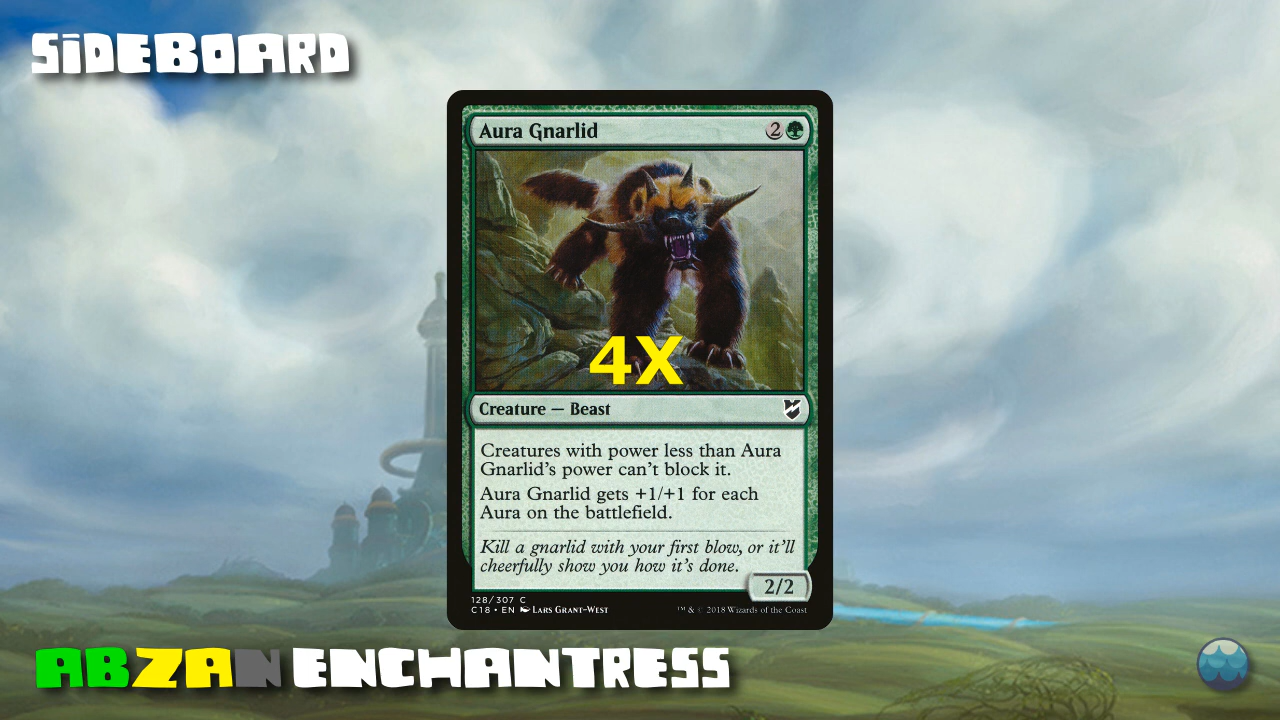 SIDEBOARD
Aura Gnarlid 2
4X
Creature — Beast
Creatures with power less than Aura
Gnarlid's power can't block it.
Aura Gnarlid gets +1/+1 for each
Aura on the battlefield.
Kill a gnarlid with your first blow, or it'll
cheerfully show you how it's done.
2/2
128/307 C
C18 • EN Lars Grant-West
™ & © 2018 Wizards of the Coast
ABZAN ENCHANTRESS